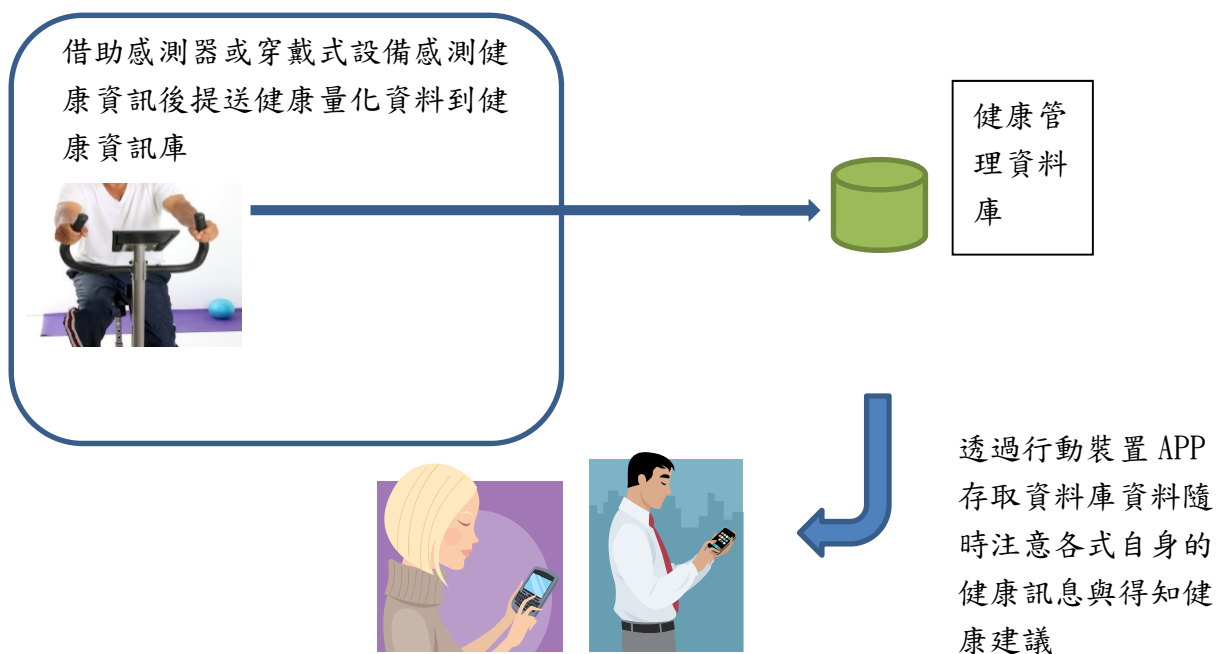 借助感測器或穿戴式設備感測健
康資訊後提送健康量化資料到健
康資訊庫
健康管
理資料
庫
透過行動裝置 APP
存取資料庫資料隨
時注意各式自身的
健康訊息與得知健
康建議